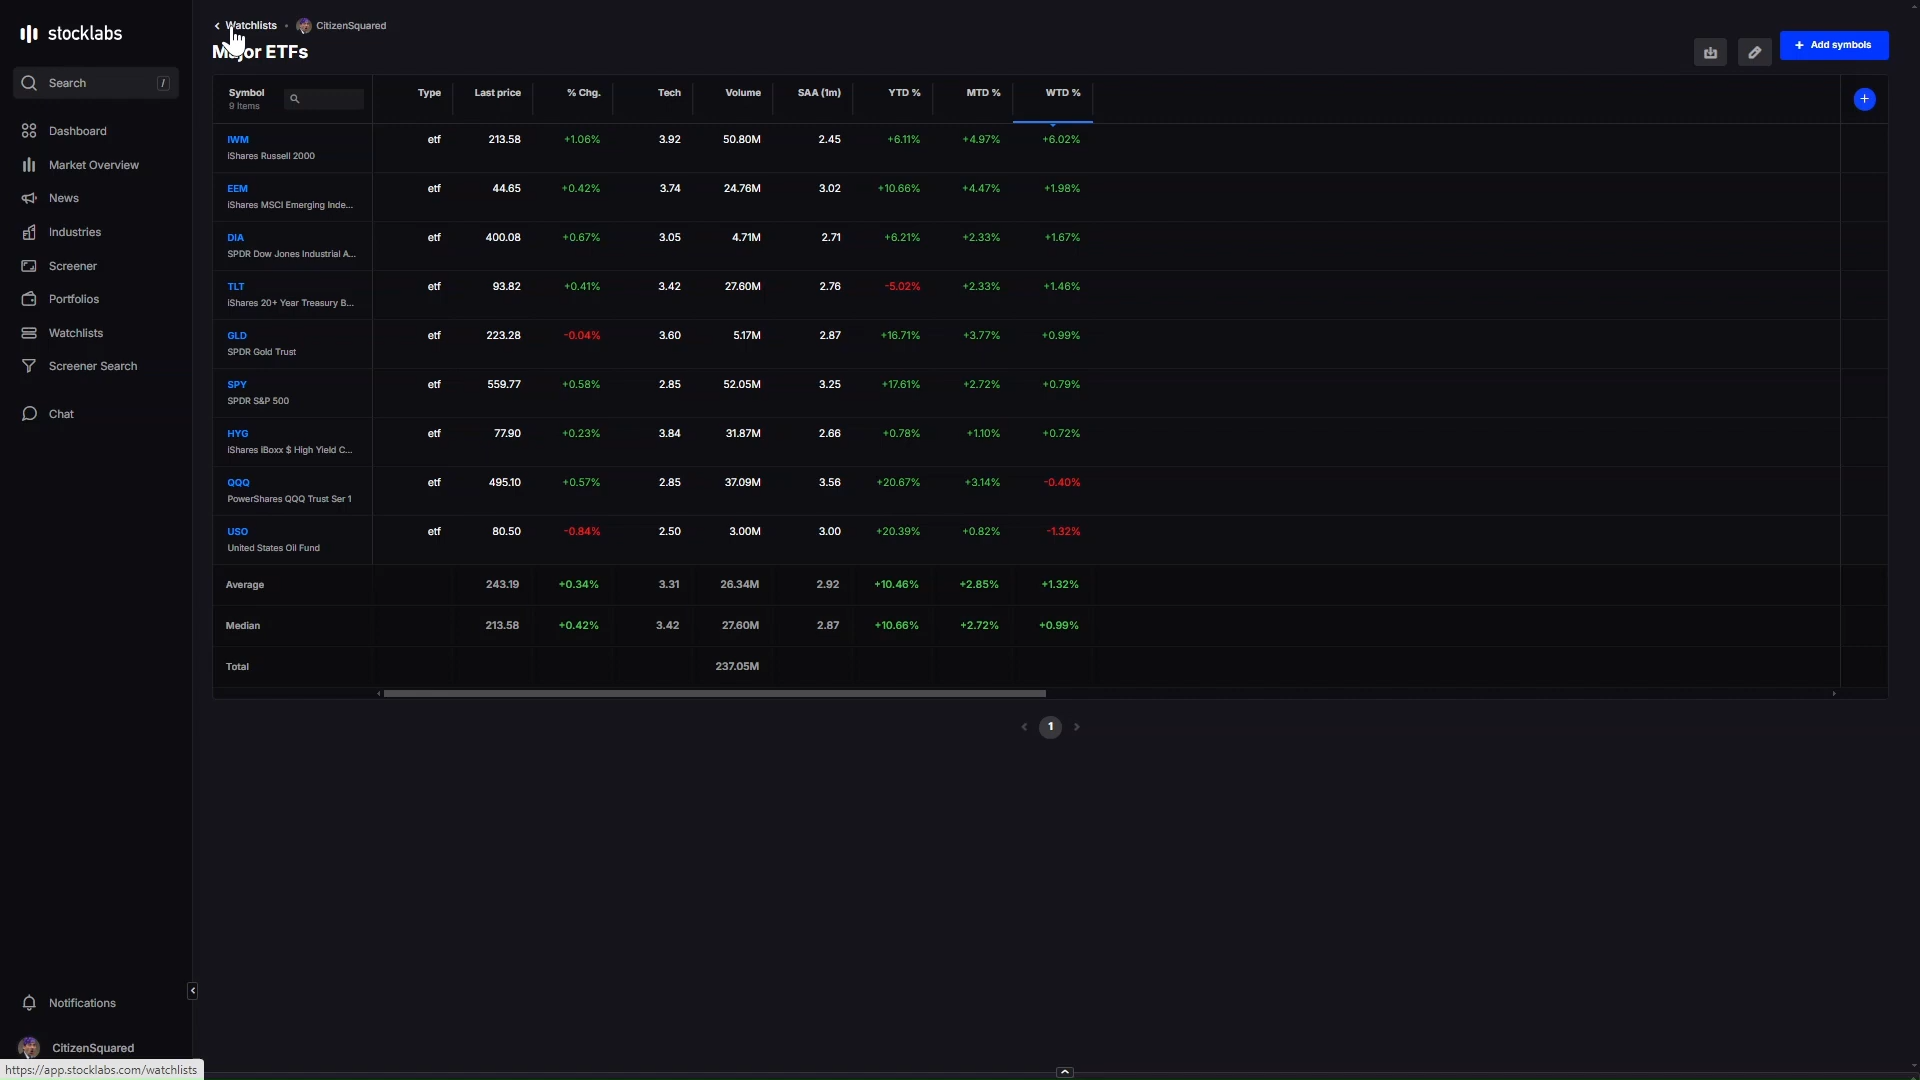 stocklabs
Search /
Dashboard
Market Overview
News
Industries
Screener
Portfolios
Watchlists
Screener Search
Chat
Notifications
CitizenSquared
https://app.stocklabs.com/watchlists
Watchlists • CitizenSquared
Major ETFs
+ Add symbols
Symbol Type Last price % Chg. Tech Volume SAA (1m) YTD % MTD % WTD %
9 Items
IWM etf 213.58 +1.06% 3.92 50.80M 2.45 +6.11% +4.97% +6.02%
iShares Russell 2000
EEM etf 44.65 +0.42% 3.74 24.76M 3.02 +10.66% +4.47% +1.98%
iShares MSCI Emerging Inde...
DIA etf 400.08 +0.67% 3.05 4.71M 2.71 +6.21% +2.33% +1.67%
SPDR Dow Jones Industrial A...
TLT etf 93.82 +0.41% 3.42 27.60M 2.76 -5.02% +2.33% +1.46%
iShares 20+ Year Treasury B...
GLD etf 223.28 -0.04% 3.60 5.17M 2.87 +16.71% +3.77% +0.99%
SPDR Gold Trust
SPY etf 559.77 +0.58% 2.85 52.05M 3.25 +17.61% +2.72% +0.79%
SPDR S&P 500
HYG etf 77.90 +0.23% 3.84 31.87M 2.66 +0.78% +1.10% +0.72%
iShares iBoxx $ High Yield C...
QQQ etf 495.10 +0.57% 2.85 37.09M 3.56 +20.67% +3.14% -0.40%
PowerShares QQQ Trust Ser 1
USO etf 80.50 -0.84% 2.50 3.00M 3.00 +20.39% +0.82% -1.32%
United States Oil Fund
Average 243.19 +0.34% 3.31 26.34M 2.92 +10.46% +2.85% +1.32%
Median 213.58 +0.42% 3.42 27.60M 2.87 +10.66% +2.72% +0.99%
Total 237.05M
1